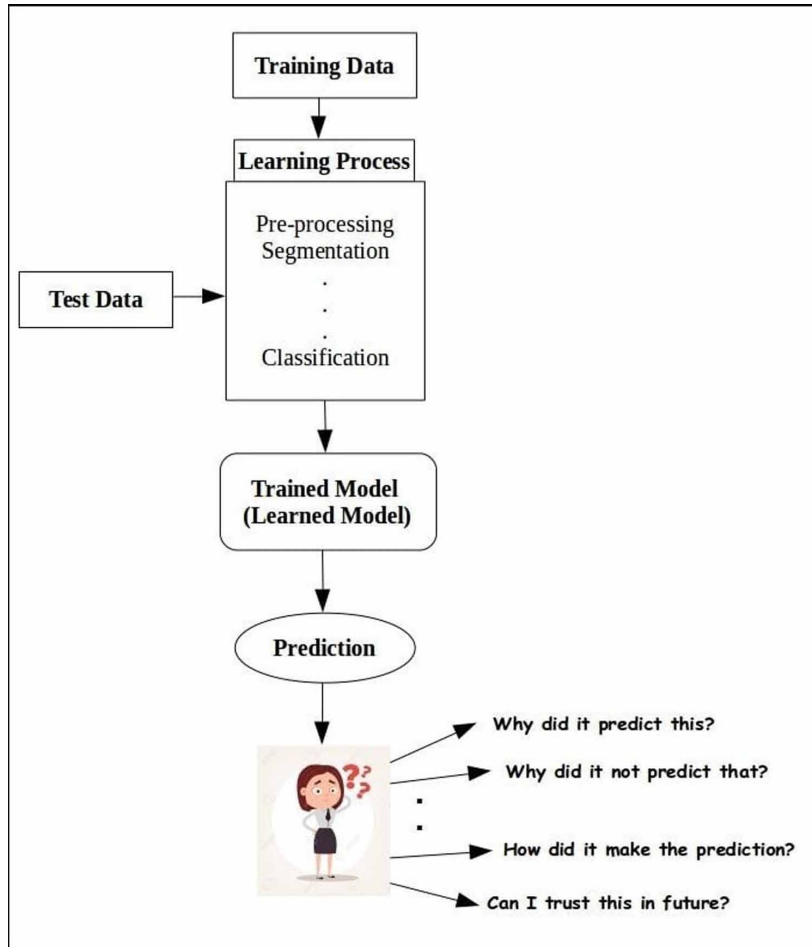 Training Data
Learning Process
Pre-processing
Segmentation
.
.
.
Classification
Test Data
Trained Model
(Learned Model)
Prediction
???
Why did it predict this?
Why did it not predict that?
.
.
How did it make the prediction?
Can I trust this in future?